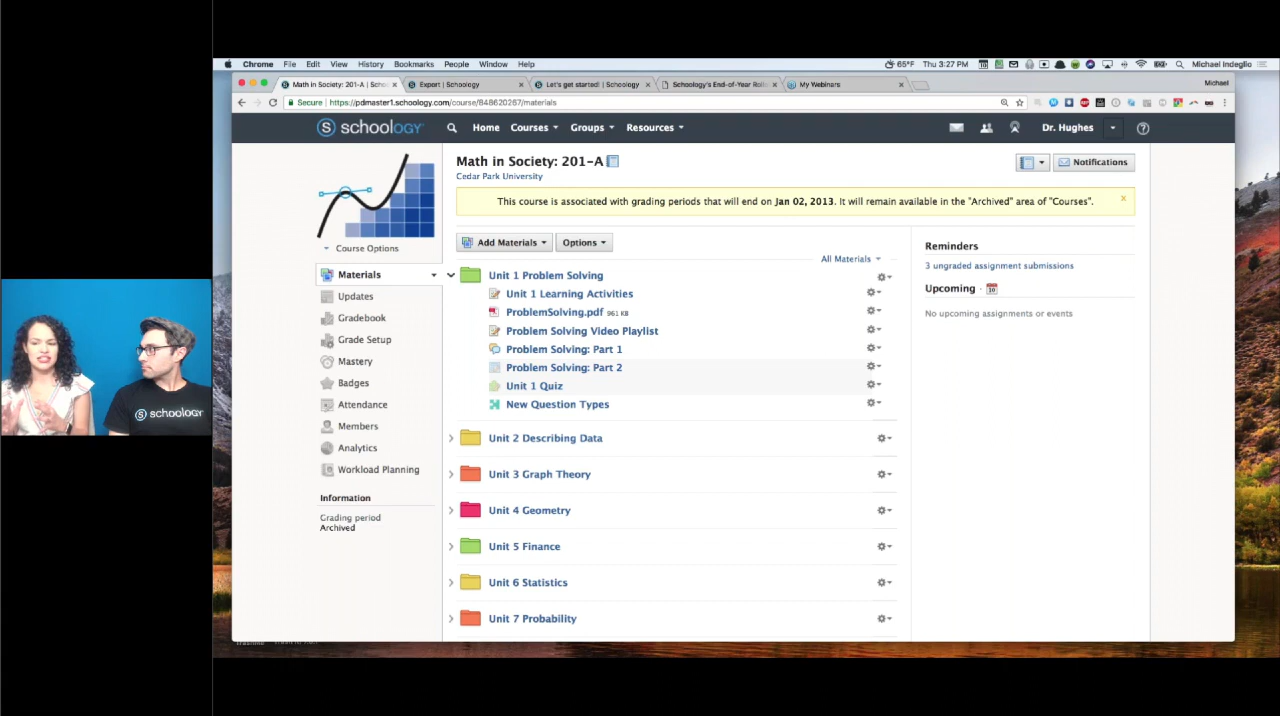 Chrome File Edit View History Bookmarks People Window Help
65°F Thu 3:27 PM Michael Indeglio
Math in Society: 201-A | Scho
Export | Schoology
Let's get started! | Schoology
Schoology's End-of-Year Roll
My Webinars
Michael
Secure https://pdmaster1.schoology.com/course/848620267/materials
S schoology Home Courses Groups Resources Dr. Hughes
Math in Society: 201-A
Notifications
Cedar Park University
This course is associated with grading periods that will end on Jan 02, 2013. It will remain available in the "Archived" area of "Courses".
Course Options
Materials
Updates
Gradebook
Grade Setup
Mastery
Badges
Attendance
Members
Analytics
Workload Planning
Information
Grading period
Archived
Add Materials Options
All Materials
Unit 1 Problem Solving
Unit 1 Learning Activities
ProblemSolving.pdf 961 KB
Problem Solving Video Playlist
Problem Solving: Part 1
Problem Solving: Part 2
Unit 1 Quiz
New Question Types
Unit 2 Describing Data
Unit 3 Graph Theory
Unit 4 Geometry
Unit 5 Finance
Unit 6 Statistics
Unit 7 Probability
Reminders
3 ungraded assignment submissions
Upcoming
No upcoming assignments or events
S schoology